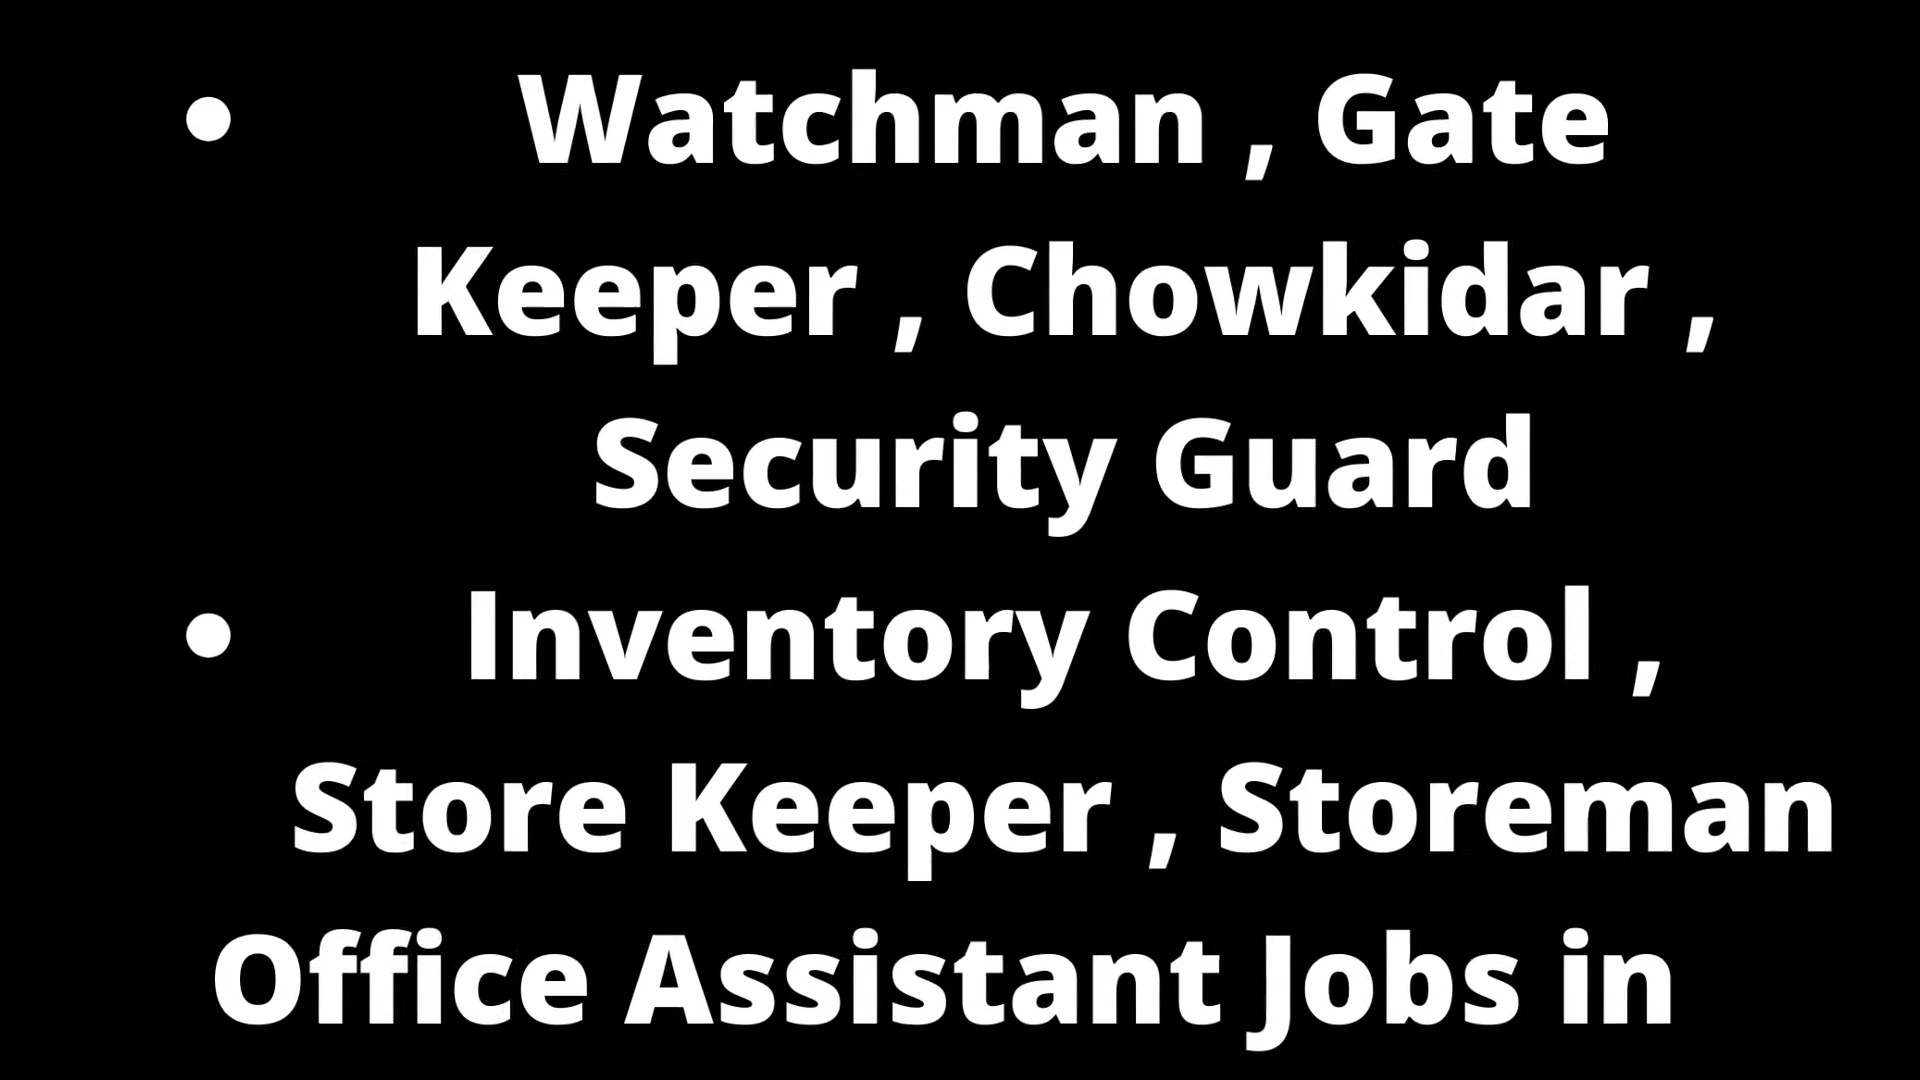 • Watchman , Gate
Keeper , Chowkidar ,
Security Guard
• Inventory Control ,
Store Keeper , Storeman
Office Assistant Jobs in